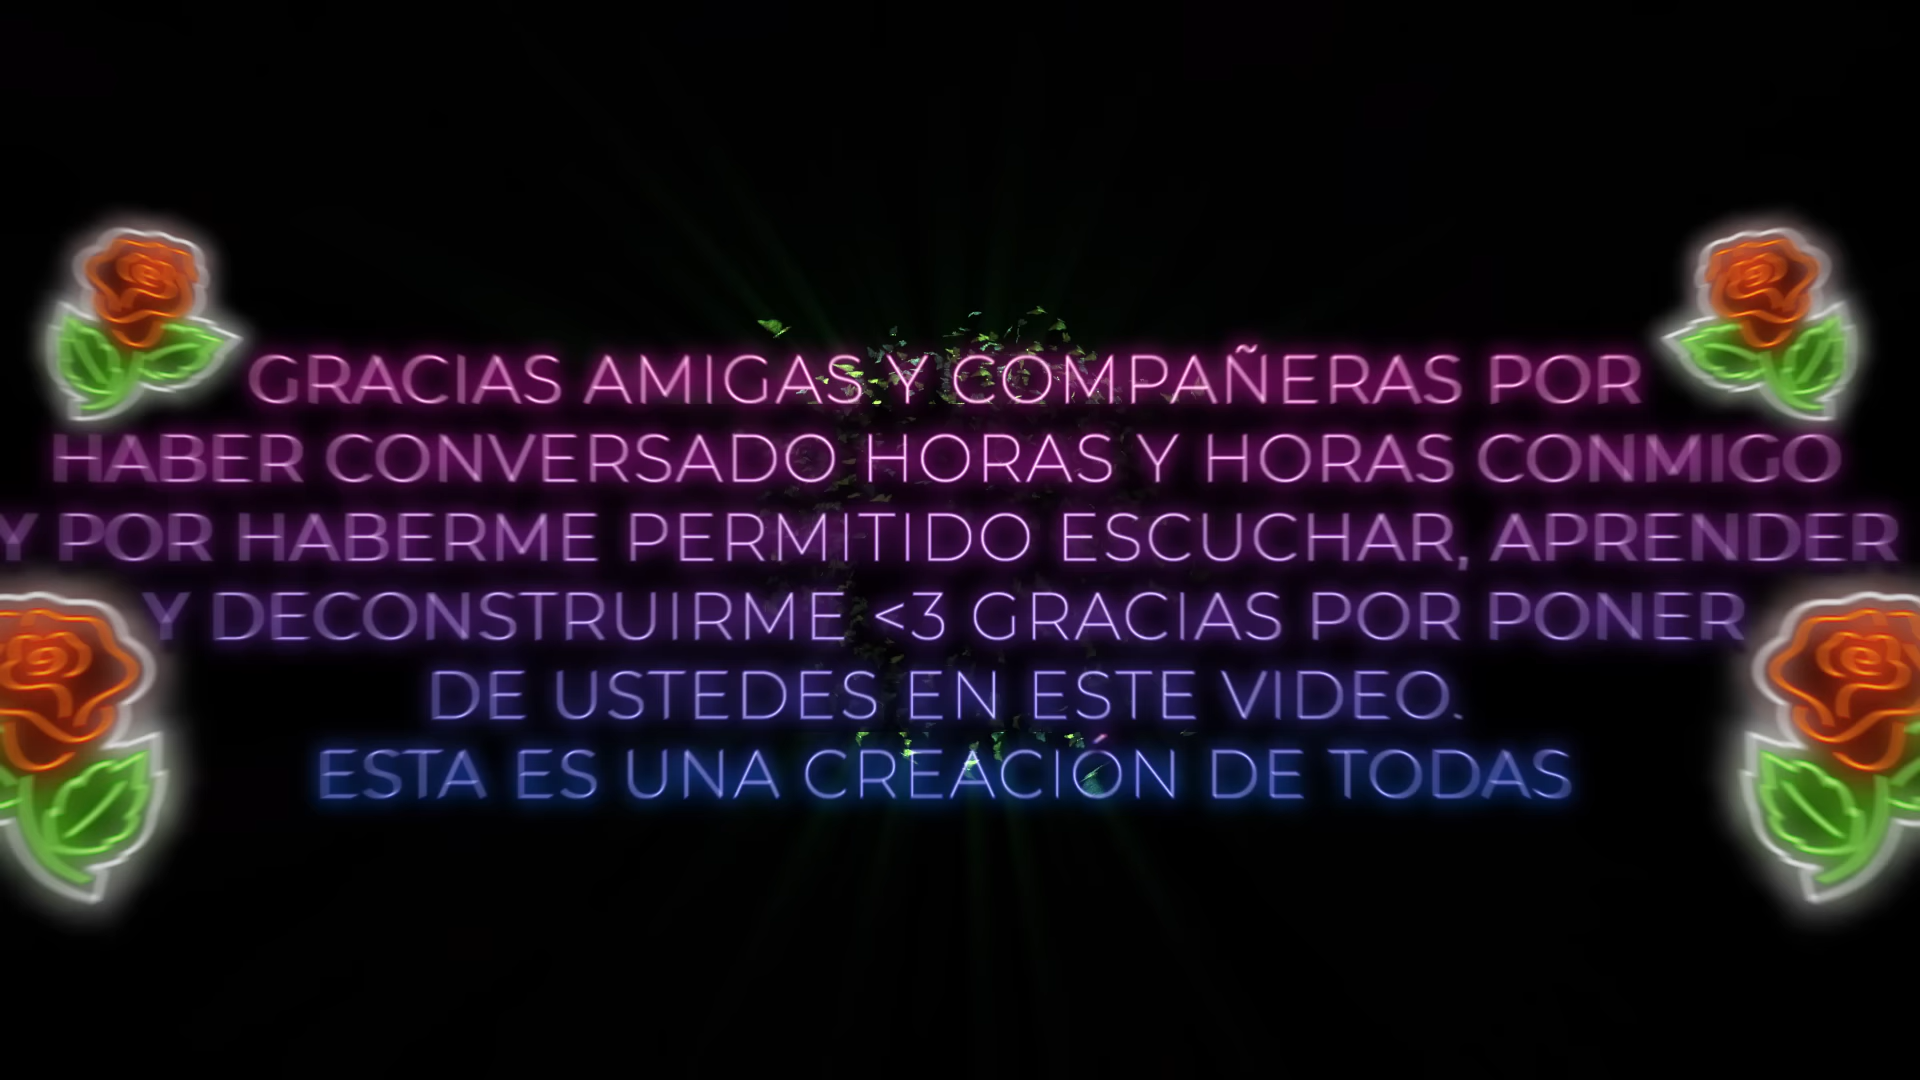 GRACIAS AMIGAS Y COMPAÑERAS POR
HABER CONVERSADO HORAS Y HORAS CONMIGO
Y POR HABERME PERMITIDO ESCUCHAR, APRENDER
Y DECONSTRUIRME <3 GRACIAS POR PONER
DE USTEDES EN ESTE VIDEO.
ESTA ES UNA CREACIÓN DE TODAS